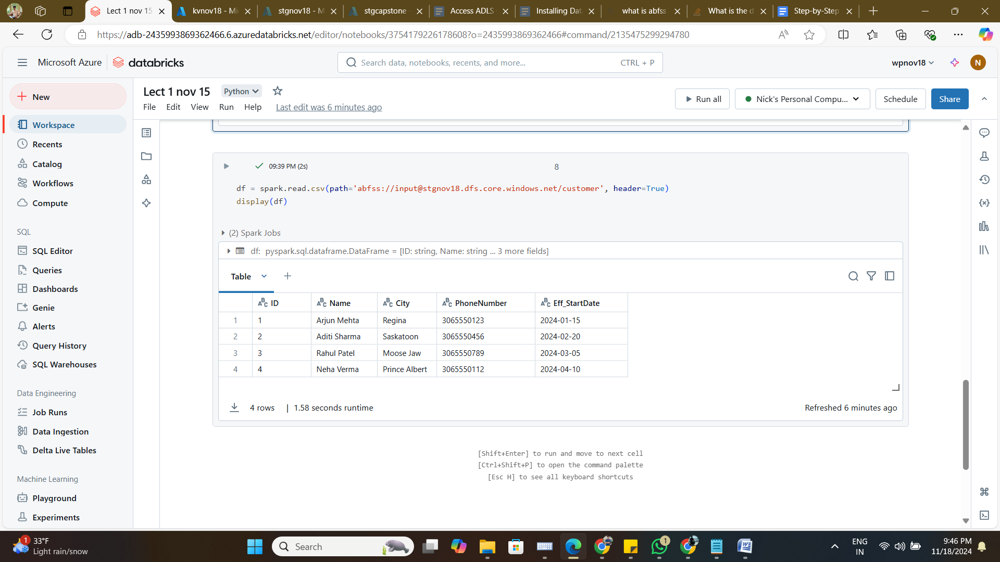 Lect 1 nov 15
kvnov18 - Mi
stgnov18 - M
stgcapstone -
Access ADLS
Installing Dat
what is abfss
What is the d
Step-by-Step
https://adb-2435993869362466.6.azuredatabricks.net/editor/notebooks/3754179226178608?o=2435993869362466#command/2135475299294780
Microsoft Azure
databricks
Search data, notebooks, recents, and more...
CTRL + P
wpnov18
N
New
Workspace
Recents
Catalog
Workflows
Compute
SQL
SQL Editor
Queries
Dashboards
Genie
Alerts
Query History
SQL Warehouses
Data Engineering
Job Runs
Data Ingestion
Delta Live Tables
Machine Learning
Playground
Experiments
Lect 1 nov 15
Python
File Edit View Run Help Last edit was 6 minutes ago
Run all
Nick's Personal Compu...
Schedule
Share
09:39 PM (2s)
8
df = spark.read.csv(path='abfss://input@stgnov18.dfs.core.windows.net/customer', header=True)
display(df)
(2) Spark Jobs
df: pyspark.sql.dataframe.DataFrame = [ID: string, Name: string ... 3 more fields]
Table
ID Name City PhoneNumber Eff_StartDate
1 1 Arjun Mehta Regina 3065550123 2024-01-15
2 2 Aditi Sharma Saskatoon 3065550456 2024-02-20
3 3 Rahul Patel Moose Jaw 3065550789 2024-03-05
4 4 Neha Verma Prince Albert 3065550112 2024-04-10
4 rows | 1.58 seconds runtime
Refreshed 6 minutes ago
[Shift+Enter] to run and move to next cell
[Ctrl+Shift+P] to open the command palette
[Esc H] to see all keyboard shortcuts
1
33°F
Light rain/snow
Search
1
ENG
IN
9:46 PM
11/18/2024